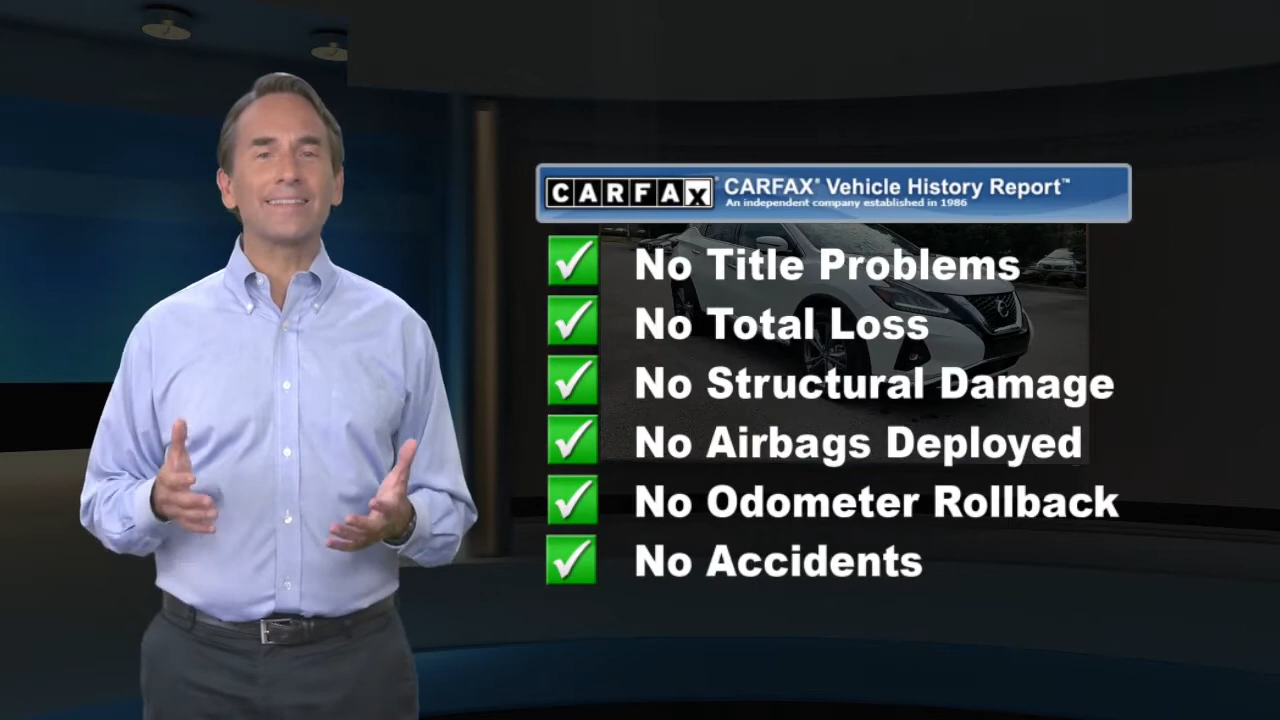 CARFAX® CARFAX® Vehicle History Report™
An independent company established in 1986
No Title Problems
No Total Loss
No Structural Damage
No Airbags Deployed
No Odometer Rollback
No Accidents